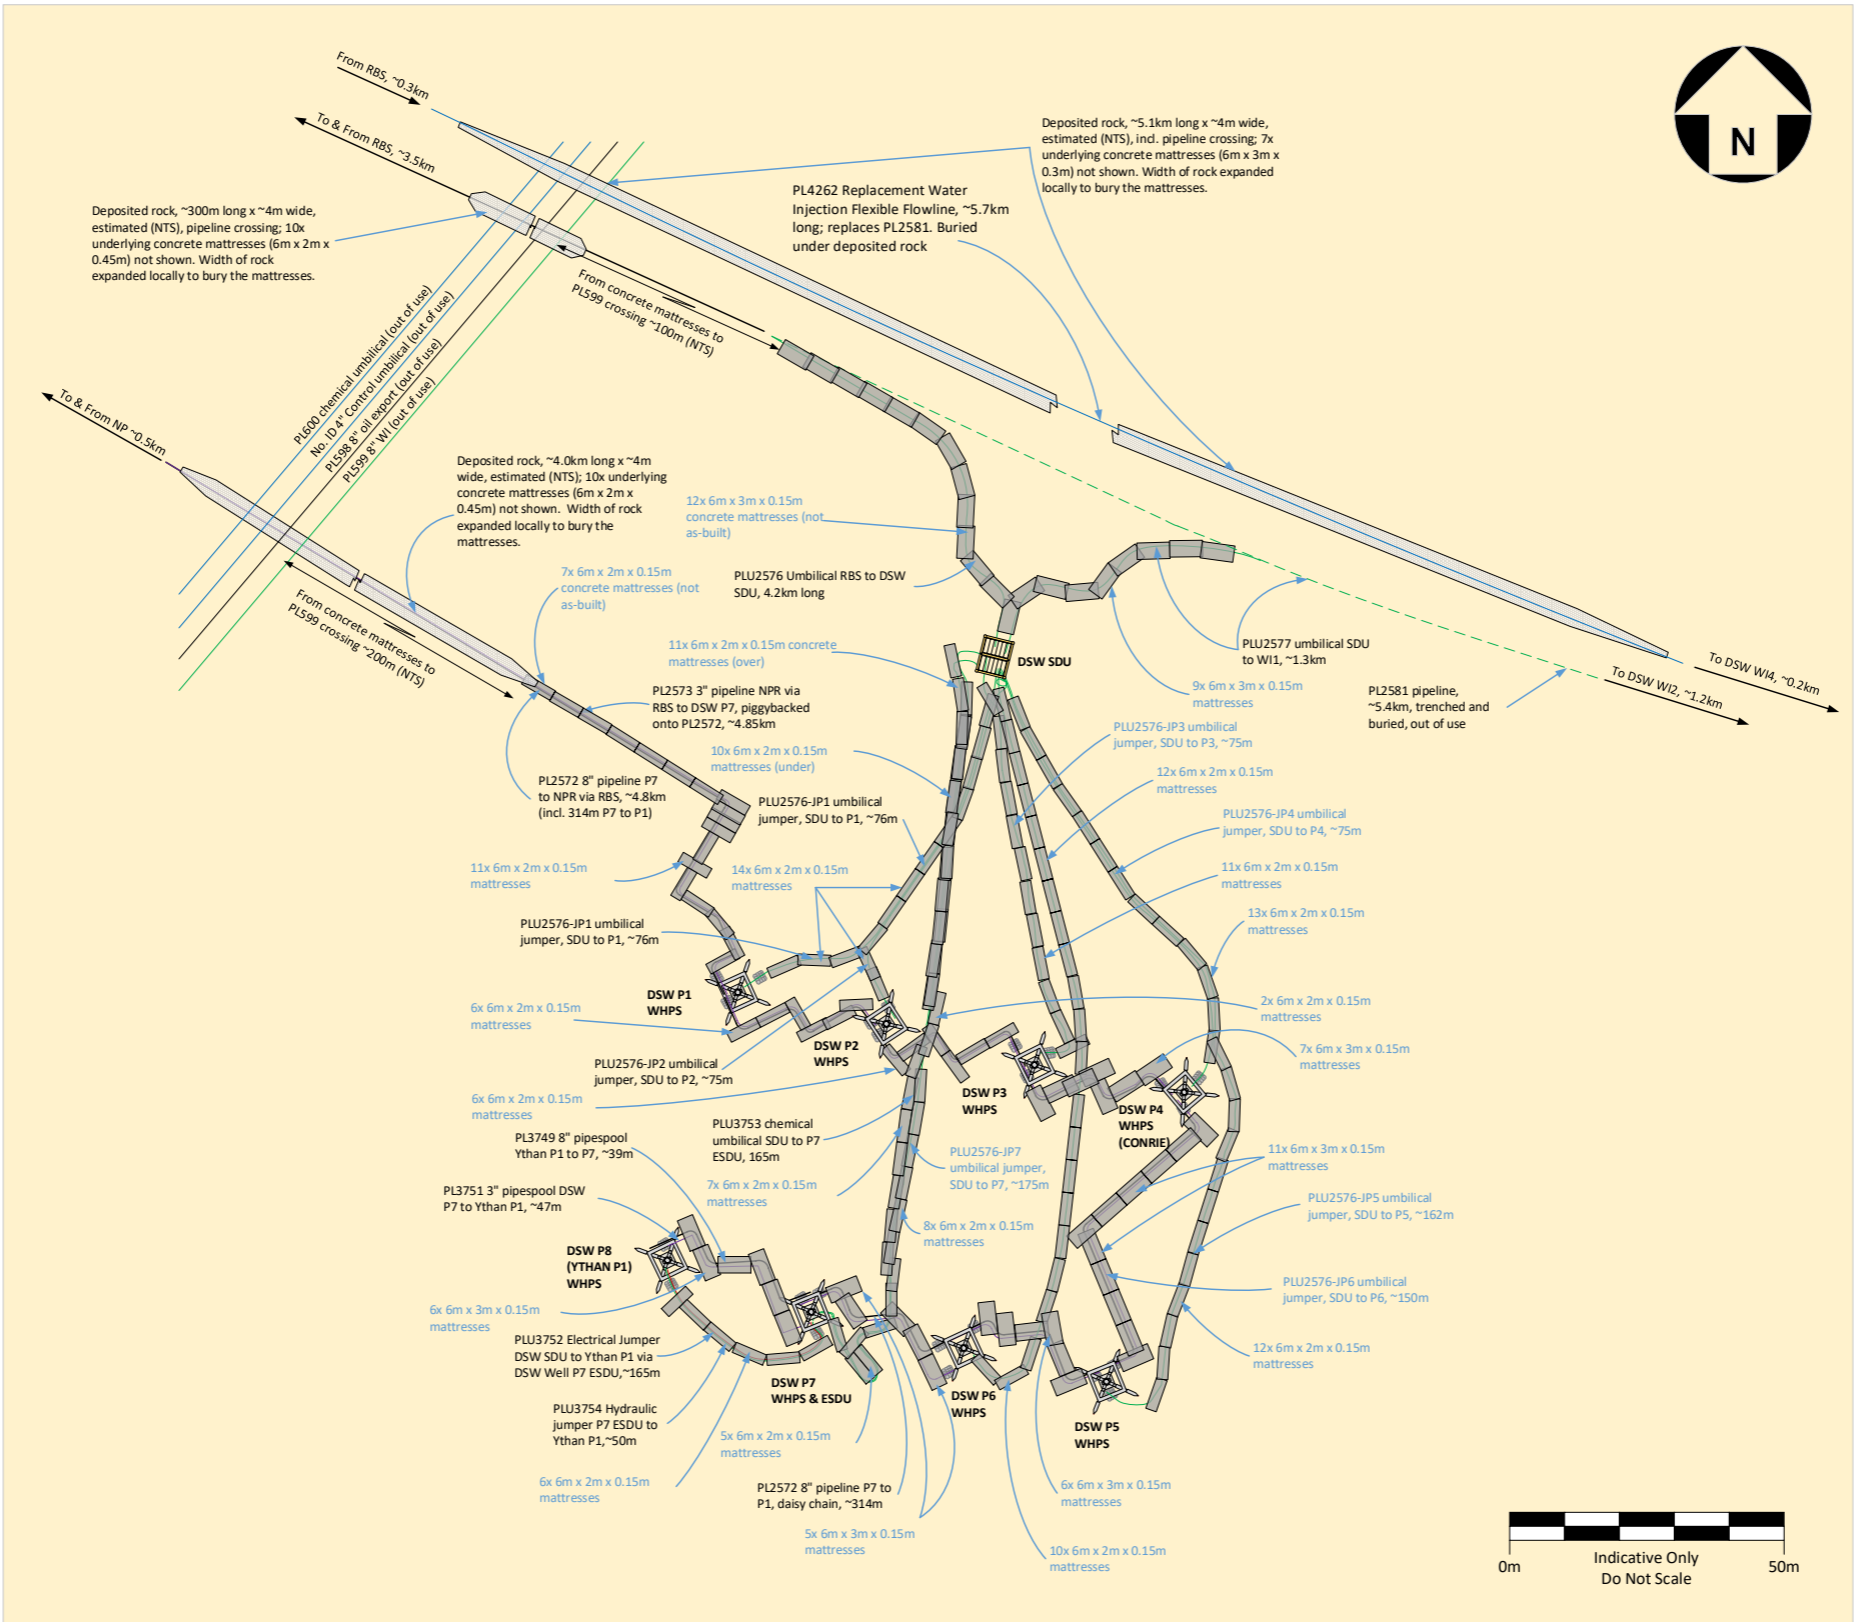 From RBS, ~0.3km
To & From RBS, ~3.5km
N
Deposited rock, ~5.1km long x ~4m wide,
estimated (NTS), incl. pipeline crossing; 7x
underlying concrete mattresses (6m x 3m x
0.3m) not shown. Width of rock expanded
locally to bury the mattresses.
PL4262 Replacement Water
Injection Flexible Flowline, ~5.7km
long; replaces PL2581. Buried
under deposited rock
Deposited rock, ~300m long x ~4m wide,
estimated (NTS), pipeline crossing; 10x
underlying concrete mattresses (6m x 2m x
0.45m) not shown. Width of rock
expanded locally to bury the mattresses.
From concrete mattresses to
PL599 crossing ~100m (NTS)
PL600 chemical umbilical (out of use)
No. ID 4" Control umbilical (out of use)
PL598 8" oil export (out of use)
PL599 8" WI (out of use)
To & From NP ~0.5km
Deposited rock, ~4.0km long x ~4m
wide, estimated (NTS); 10x underlying
concrete mattresses (6m x 2m x
0.45m) not shown. Width of rock
expanded locally to bury the
mattresses.
12x 6m x 3m x 0.15m
concrete mattresses (not
as-built)
7x 6m x 2m x 0.15m
concrete mattresses (not
as-built)
PLU2576 Umbilical RBS to DSW
SDU, 4.2km long
From concrete mattresses to
PL599 crossing ~200m (NTS)
11x 6m x 2m x 0.15m concrete
mattresses (over)
DSW SDU
PLU2577 umbilical SDU
to WI1, ~1.3km
To DSW WI4, ~0.2km
To DSW WI2, ~1.2km
9x 6m x 3m x 0.15m
mattresses
PL2581 pipeline,
~5.4km, trenched and
buried, out of use
PL2573 3" pipeline NPR via
RBS to DSW P7, piggybacked
onto PL2572, ~4.85km
PLU2576-JP3 umbilical
jumper, SDU to P3, ~75m
10x 6m x 2m x 0.15m
mattresses (under)
12x 6m x 2m x 0.15m
mattresses
PL2572 8" pipeline P7
to NPR via RBS, ~4.8km
(incl. 314m P7 to P1)
PLU2576-JP1 umbilical
jumper, SDU to P1, ~76m
PLU2576-JP4 umbilical
jumper, SDU to P4, ~75m
11x 6m x 2m x 0.15m
mattresses
14x 6m x 2m x 0.15m
mattresses
11x 6m x 2m x 0.15m
mattresses
13x 6m x 2m x 0.15m
mattresses
PLU2576-JP1 umbilical
jumper, SDU to P1, ~76m
DSW P1
WHPS
6x 6m x 2m x 0.15m
mattresses
2x 6m x 2m x 0.15m
mattresses
DSW P2
WHPS
7x 6m x 3m x 0.15m
mattresses
PLU2576-JP2 umbilical
jumper, SDU to P2, ~75m
DSW P3
WHPS
6x 6m x 2m x 0.15m
mattresses
DSW P4
WHPS
(CONRIE)
PLU3753 chemical
umbilical SDU to P7
ESDU, 165m
PL3749 8" pipespool
Ythan P1 to P7, ~39m
PLU2576-JP7
umbilical jumper,
SDU to P7, ~175m
11x 6m x 3m x 0.15m
mattresses
PL3751 3" pipespool DSW
P7 to Ythan P1, ~47m
7x 6m x 2m x 0.15m
mattresses
PLU2576-JP5 umbilical
jumper, SDU to P5, ~162m
8x 6m x 2m x 0.15m
mattresses
DSW P8
(YTHAN P1)
WHPS
PLU2576-JP6 umbilical
jumper, SDU to P6, ~150m
6x 6m x 3m x 0.15m
mattresses
PLU3752 Electrical Jumper
DSW SDU to Ythan P1 via
DSW Well P7 ESDU,~165m
12x 6m x 2m x 0.15m
mattresses
DSW P7
WHPS & ESDU
DSW P6
WHPS
DSW P5
WHPS
PLU3754 Hydraulic
jumper P7 ESDU to
Ythan P1,~50m
5x 6m x 2m x 0.15m
mattresses
6x 6m x 2m x 0.15m
mattresses
PL2572 8" pipeline P7 to
P1, daisy chain, ~314m
6x 6m x 3m x 0.15m
mattresses
5x 6m x 3m x 0.15m
mattresses
10x 6m x 2m x 0.15m
mattresses
0m
Indicative Only
Do Not Scale
50m